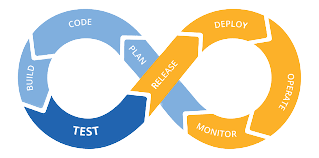 PLAN
CODE
BUILD
TEST
RELEASE
DEPLOY
OPERATE
MONITOR